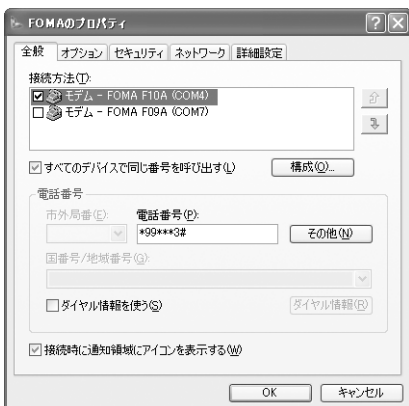 FOMAのプロパティ
全般 オプション セキュリティ ネットワーク 詳細設定
接続方法(T):
モデム - FOMA F10A (COM4)
モデム - FOMA F09A (COM7)
すべてのデバイスで同じ番号を呼び出す(L) 構成(O)...
電話番号
市外局番(E): 電話番号(P):
*99***3# その他(N)
国番号/地域番号(G):
ダイヤル情報を使う(S) ダイヤル情報(R)
接続時に通知領域にアイコンを表示する(W)
OK キャンセル